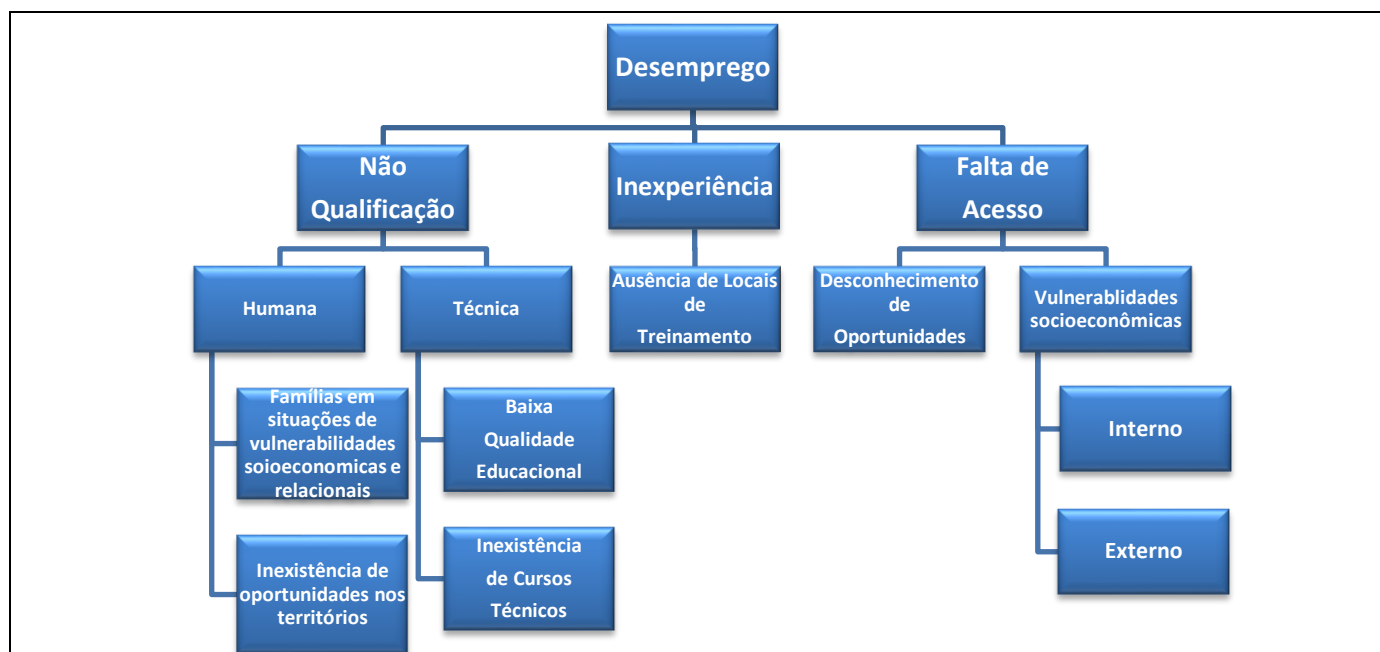 Desemprego
Não
Qualificação
Inexperiência
Falta de
Acesso
Humana
Técnica
Ausência de Locais
de
Treinamento
Desconhecimento
de
Oportunidades
Vulnerablidades
socioeconômicas
Famílias em
situações de
vulnerabilidades
soioeconomicas e
relacionais
Baixa
Qualidade
Educacional
Interno
Inexistência de
oportunidades nos
territórios
Inexistência
de Cursos
Técnicos
Externo